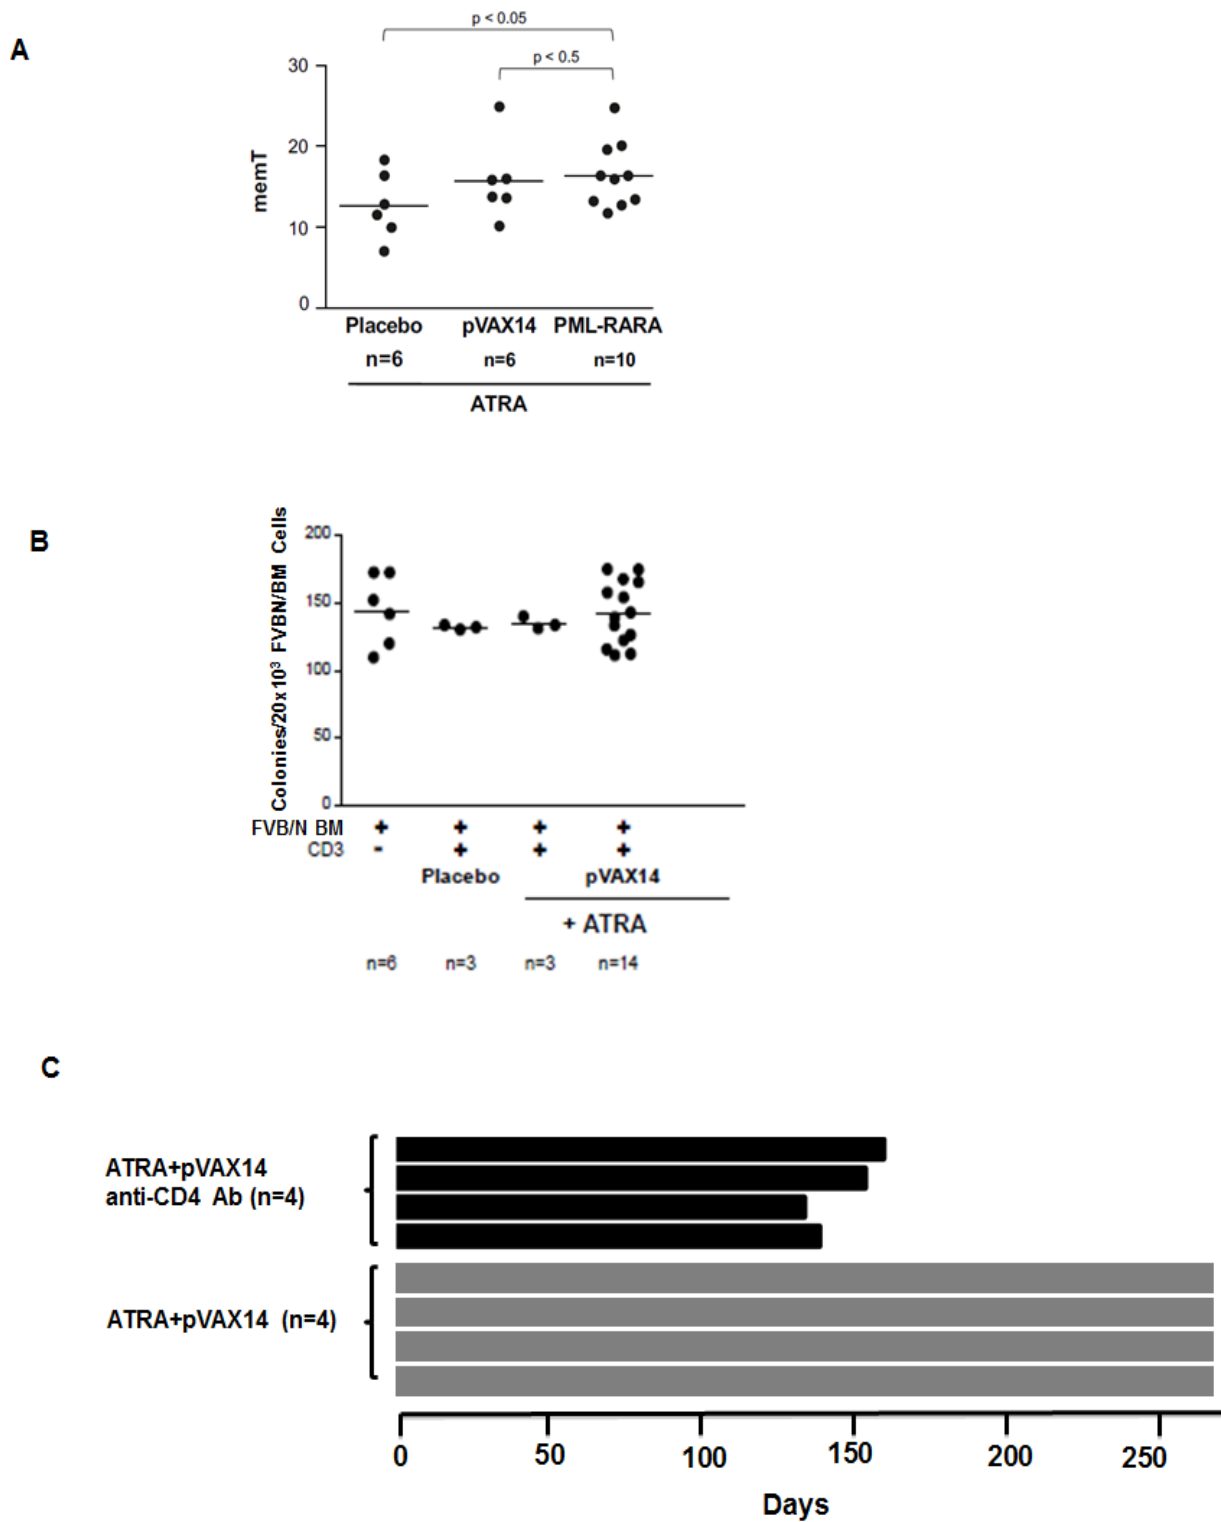 A
p < 0.05
p < 0.5
30
20
10
0
memT
Placebo pVAX14 PML-RARA
n=6 n=6 n=10
ATRA
B
200
150
100
50
0
Colonies/20x10³ FVBN/BM Cells
FVB/N BM + + + +
CD3 - + + +
Placebo pVAX14
+ ATRA
n=6 n=3 n=3 n=14
C
ATRA+pVAX14
anti-CD4 Ab (n=4)
ATRA+pVAX14 (n=4)
0 50 100 150 200 250
Days